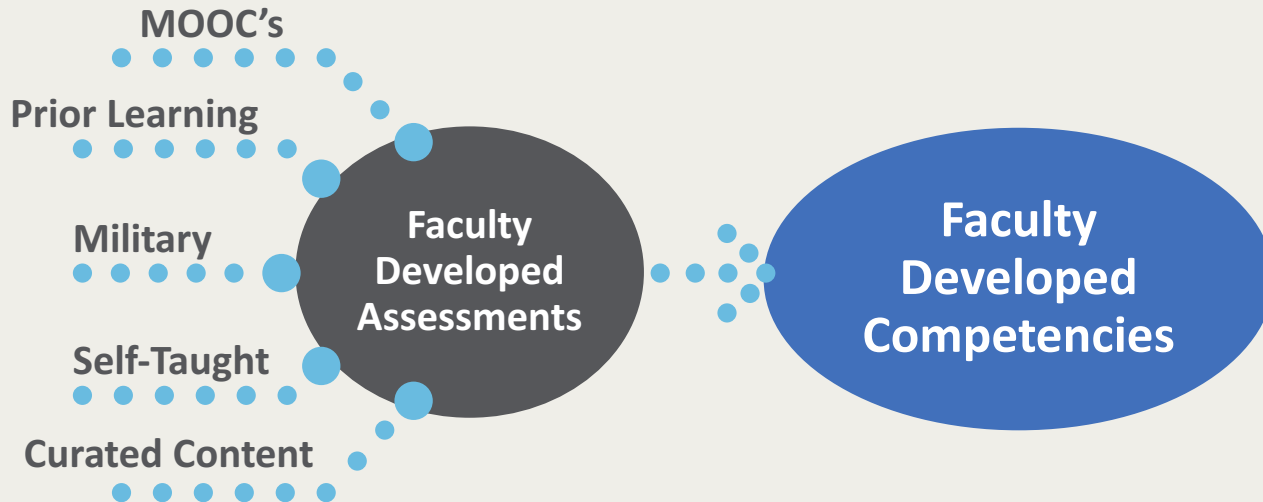 MOOC's
Prior Learning
Military
Self-Taught
Curated Content
Faculty
Developed
Assessments
Faculty
Developed
Competencies